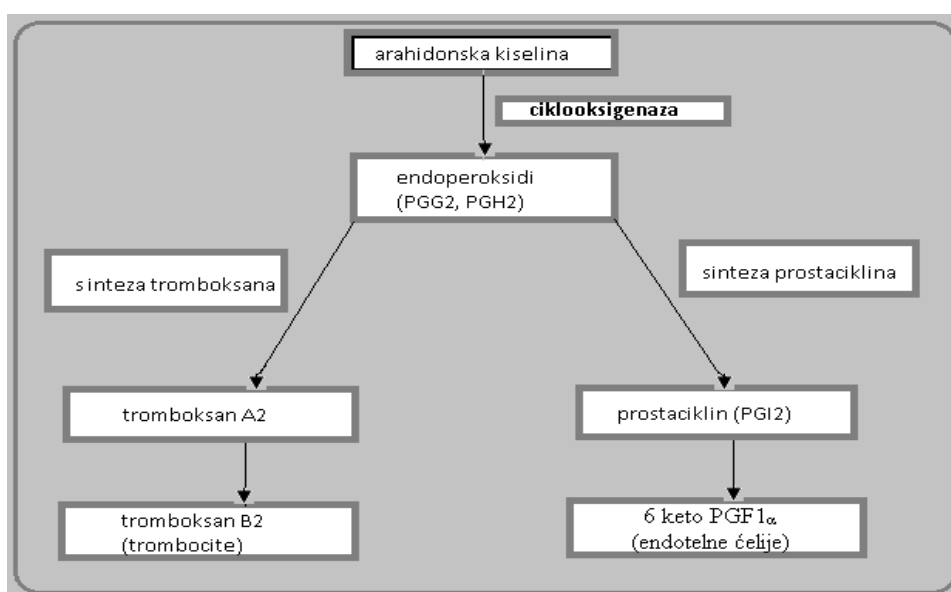 arahidonska kiselina
ciklooksigenaza
endoperoksidi
(PGG2, PGH2)
sinteza tromboksana
sinteza prostaciklina
tromboksan A2
prostaciklin (PGI2)
tromboksan B2
(trombocite)
6 keto PGF1α
(endotelne ćelije)